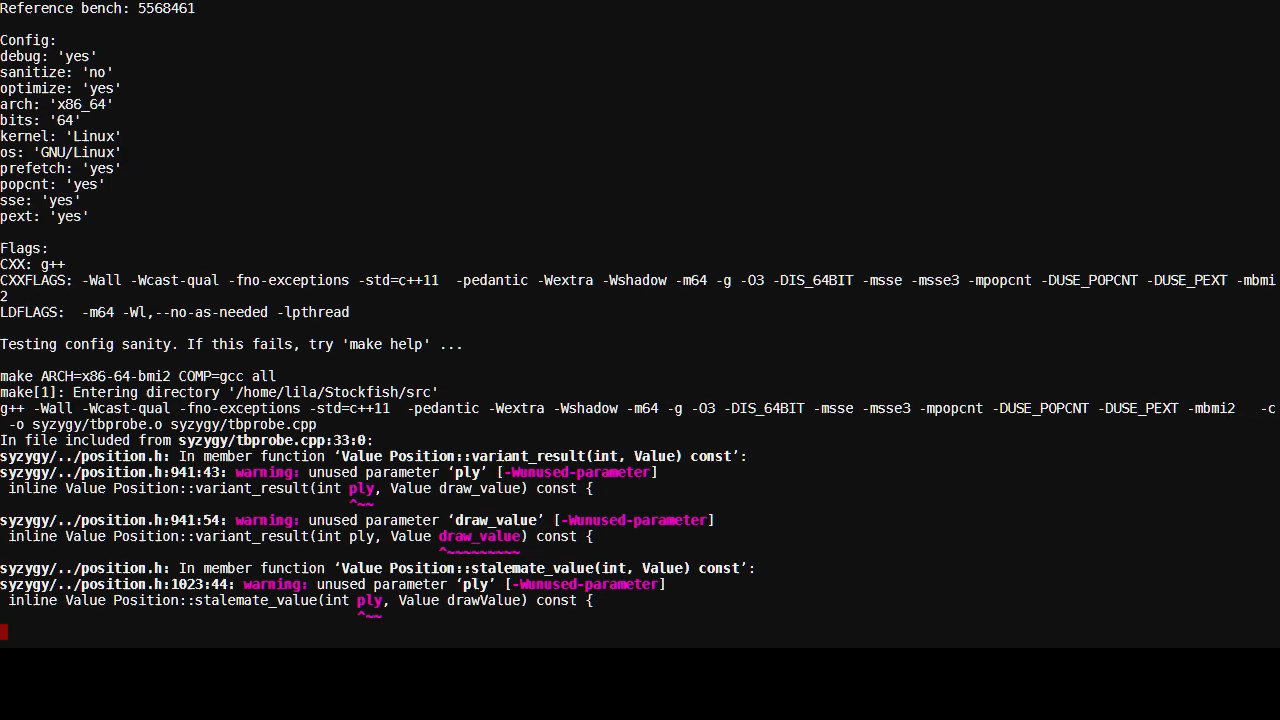 Reference bench: 5568461
Config:
debug: 'yes'
sanitize: 'no'
optimize: 'yes'
arch: 'x86_64'
bits: '64'
kernel: 'Linux'
os: 'GNU/Linux'
prefetch: 'yes'
popcnt: 'yes'
sse: 'yes'
pext: 'yes'
Flags:
CXX: g++
CXXFLAGS: -Wall -Wcast-qual -fno-exceptions -std=c++11  -pedantic -Wextra -Wshadow -m64 -g -O3 -DIS_64BIT -msse -msse3 -mpopcnt -DUSE_POPCNT -DUSE_PEXT -mbmi
2
LDFLAGS:  -m64 -Wl,--no-as-needed -lpthread
Testing config sanity. If this fails, try 'make help' ...
make ARCH=x86-64-bmi2 COMP=gcc all
make[1]: Entering directory '/home/lila/Stockfish/src'
g++ -Wall -Wcast-qual -fno-exceptions -std=c++11  -pedantic -Wextra -Wshadow -m64 -g -O3 -DIS_64BIT -msse -msse3 -mpopcnt -DUSE_POPCNT -DUSE_PEXT -mbmi2   -c
 -o syzygy/tbprobe.o syzygy/tbprobe.cpp
In file included from syzygy/tbprobe.cpp:33:0:
syzygy/../position.h: In member function ‘Value Position::variant_result(int, Value) const’:
syzygy/../position.h:941:43: warning: unused parameter ‘ply’ [-Wunused-parameter]
 inline Value Position::variant_result(int ply, Value draw_value) const {
                                           ^~~
syzygy/../position.h:941:54: warning: unused parameter ‘draw_value’ [-Wunused-parameter]
 inline Value Position::variant_result(int ply, Value draw_value) const {
                                                      ^~~~~~~~~~
syzygy/../position.h: In member function ‘Value Position::stalemate_value(int, Value) const’:
syzygy/../position.h:1023:44: warning: unused parameter ‘ply’ [-Wunused-parameter]
 inline Value Position::stalemate_value(int ply, Value drawValue) const {
                                            ^~~